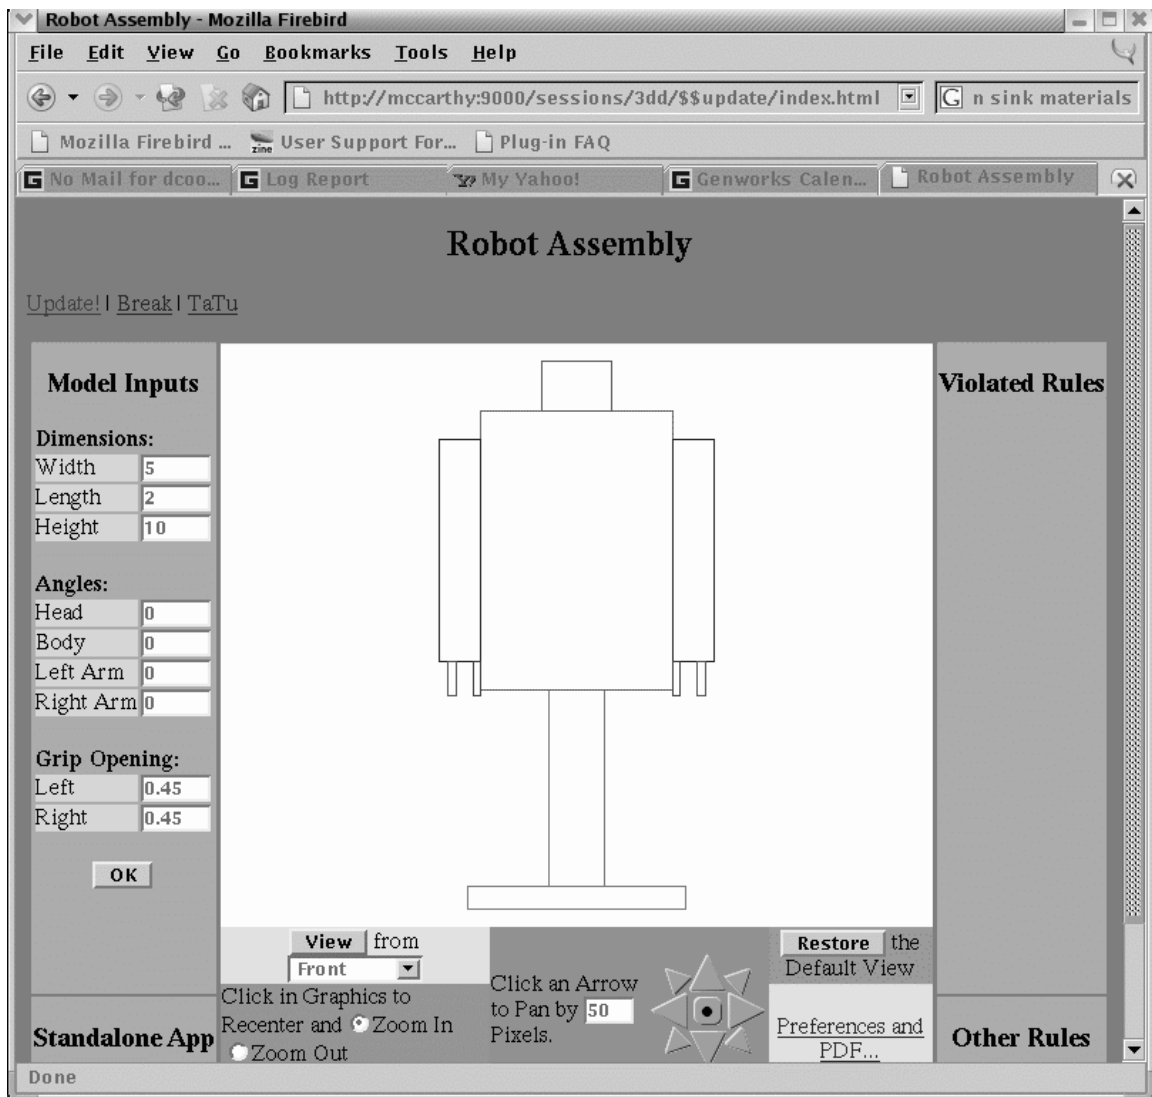 Robot Assembly - Mozilla Firebird
File Edit View Go Bookmarks Tools Help
http://mccarthy:9000/sessions/3dd/$$update/index.html G n sink materials
Mozilla Firebird ... zine User Support For... Plug-in FAQ
G No Mail for dcoo... G Log Report Y? My Yahoo! G Genworks Calen... Robot Assembly
Robot Assembly
Update! | Break | TaTu
Model Inputs
Dimensions:
Width 5
Length 2
Height 10
Angles:
Head 0
Body 0
Left Arm 0
Right Arm 0
Grip Opening:
Left 0.45
Right 0.45
OK
Standalone App
View from
Front
Click in Graphics to
Recenter and Zoom In
Zoom Out
Click an Arrow
to Pan by 50
Pixels.
Restore the
Default View
Preferences and
PDF...
Violated Rules
Other Rules
Done